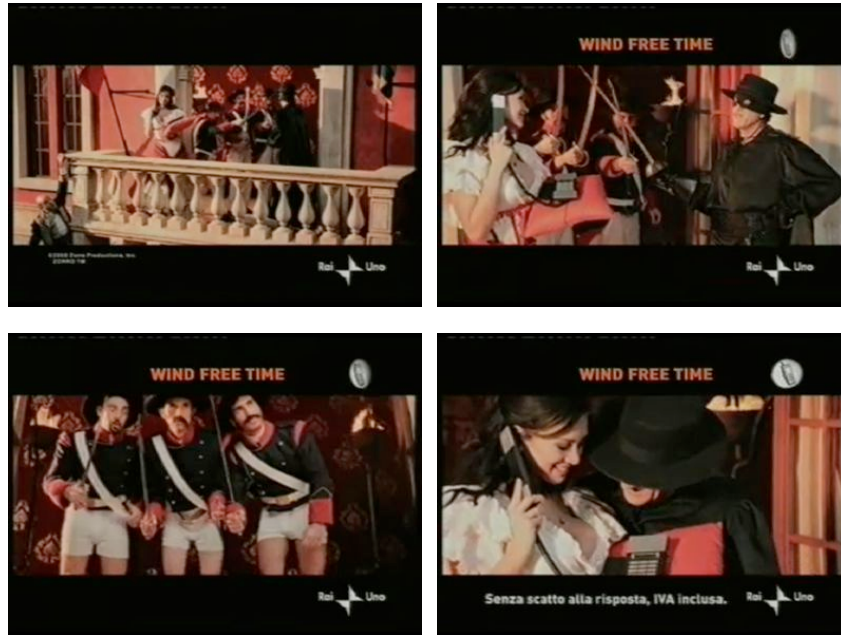 ©2006 Zorro Productions, Inc.
ZORRO TM
Rai Uno
WIND FREE TIME
Rai Uno
WIND FREE TIME
Rai Uno
WIND FREE TIME
Senza scatto alla risposta, IVA inclusa.
Rai Uno